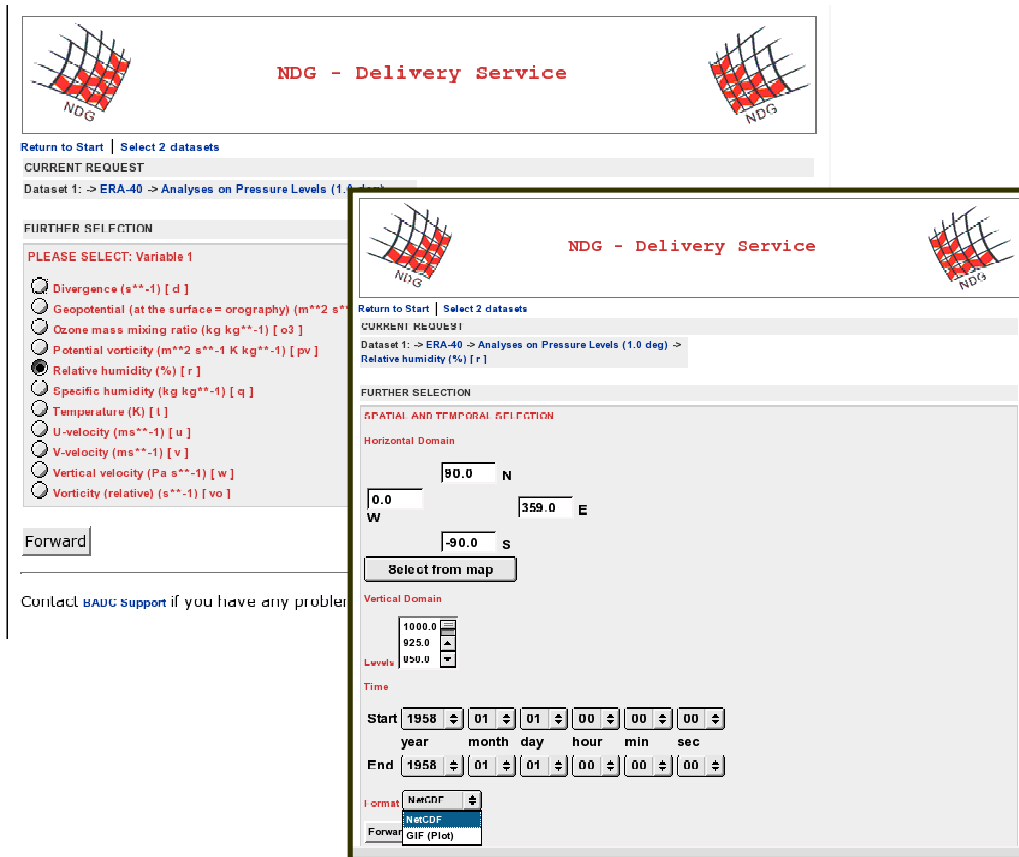 NDG - Delivery Service
NDG
NDG
Return to Start | Select 2 datasets
CURRENT REQUEST
Dataset 1: -> ERA-40 -> Analyses on Pressure Levels (1.0 deg)
FURTHER SELECTION
PLEASE SELECT: Variable 1
Divergence (s**-1) [ d ]
Geopotential (at the surface = orography) (m**2 s**
Ozone mass mixing ratio (kg kg**-1) [ o3 ]
Potential vorticity (m**2 s**-1 K kg**-1) [ pv ]
Relative humidity (%) [ r ]
Specific humidity (kg kg**-1) [ q ]
Temperature (K) [ t ]
U-velocity (ms**-1) [ u ]
V-velocity (ms**-1) [ v ]
Vertical velocity (Pa s**-1) [ w ]
Vorticity (relative) (s**-1) [ vo ]
Forward
Contact BADC Support if you have any probler
NDG - Delivery Service
NDG
NDG
Return to Start | Select 2 datasets
CURRENT REQUEST
Dataset 1: -> ERA-40 -> Analyses on Pressure Levels (1.0 deg) ->
Relative humidity (%) [ r ]
FURTHER SELECTION
SPATIAL AND TEMPORAL SELECTION
Horizontal Domain
90.0 N
0.0
W
359.0 E
-90.0 S
Select from map
Vertical Domain
1000.0
925.0
Levels 850.0
Time
Start 1958 01 01 00 00 00
year month day hour min sec
End 1958 01 01 00 00 00
Format NetCDF
NetCDF
Forwar GIF (Plot)